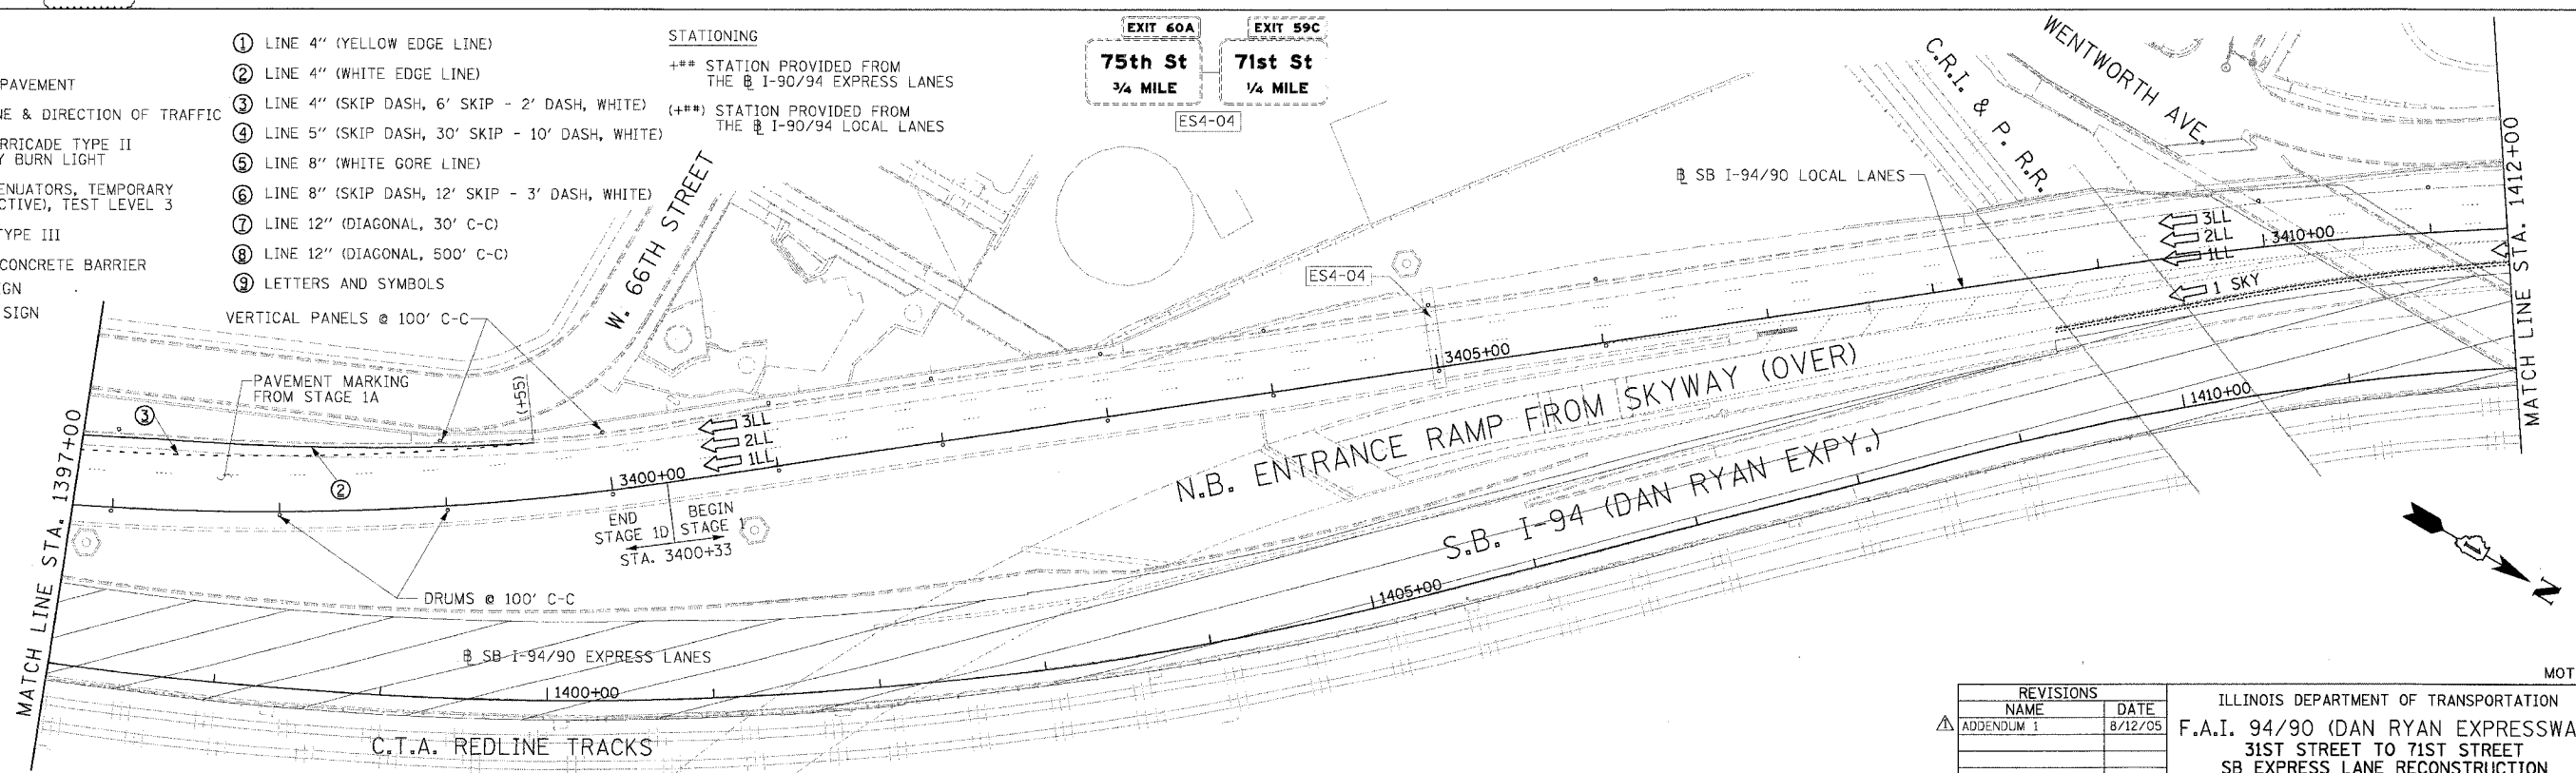 PAVEMENT
NE & DIRECTION OF TRAFFIC
RRICADE TYPE II
Y BURN LIGHT
ENUATORS, TEMPORARY
CTIVE), TEST LEVEL 3
TYPE III
CONCRETE BARRIER
GN
SIGN
① LINE 4" (YELLOW EDGE LINE)
② LINE 4" (WHITE EDGE LINE)
③ LINE 4" (SKIP DASH, 6' SKIP - 2' DASH, WHITE)
④ LINE 5" (SKIP DASH, 30' SKIP - 10' DASH, WHITE)
⑤ LINE 8" (WHITE GORE LINE)
⑥ LINE 8" (SKIP DASH, 12' SKIP - 3' DASH, WHITE)
⑦ LINE 12" (DIAGONAL, 30' C-C)
⑧ LINE 12" (DIAGONAL, 500' C-C)
⑨ LETTERS AND SYMBOLS
STATIONING
+## STATION PROVIDED FROM
THE B I-90/94 EXPRESS LANES
(+##) STATION PROVIDED FROM
THE B I-90/94 LOCAL LANES
EXIT 60A
75th St
3/4 MILE
EXIT 59C
71st St
1/4 MILE
ES4-04
C.R.I. & P. R.R.
WENTWORTH AVE.
B SB I-94/90 LOCAL LANES
W. 66TH STREET
VERTICAL PANELS @ 100' C-C
PAVEMENT MARKING
FROM STAGE 1A
(+55)
③
②
3LL
2LL
1LL
3400+00
END
STAGE 1D
BEGIN
STAGE 1
STA. 3400+33
ES4-04
3405+00
3LL
2LL
1LL
3410+00
1 SKY
MATCH LINE STA. 1412+00
1410+00
N.B. ENTRANCE RAMP FROM SKYWAY (OVER)
S.B. I-94 (DAN RYAN EXPY.)
1405+00
MATCH LINE STA. 1397+00
DRUMS @ 100' C-C
B SB I-94/90 EXPRESS LANES
1400+00
C.T.A. REDLINE TRACKS
N
MOT
REVISIONS
NAME DATE
1 ADDENDUM 1 8/12/05
ILLINOIS DEPARTMENT OF TRANSPORTATION
F.A.I. 94/90 (DAN RYAN EXPRESSWA
31ST STREET TO 71ST STREET
SB EXPRESS LANE RECONSTRUCTION